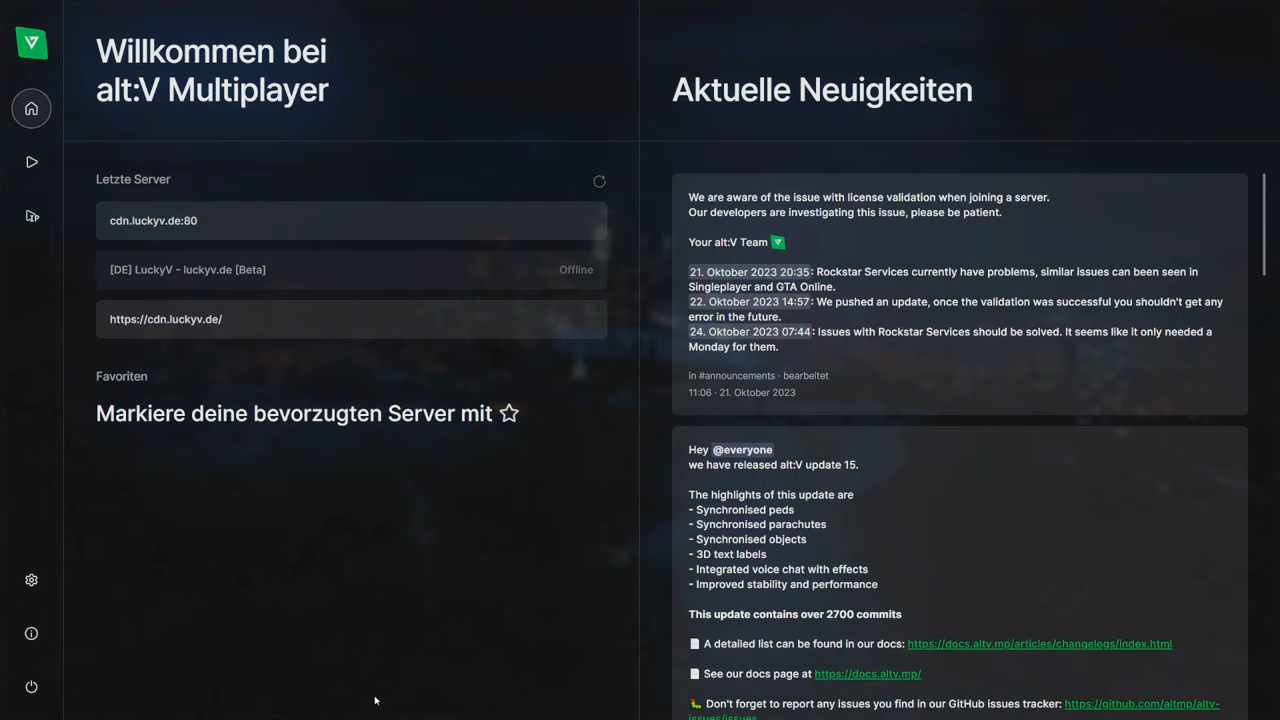 Willkommen bei
alt:V Multiplayer
Letzte Server
cdn.luckyv.de:80
[DE] LuckyV - luckyv.de [Beta] Offline
https://cdn.luckyv.de/
Favoriten
Markiere deine bevorzugten Server mit
Aktuelle Neuigkeiten
We are aware of the issue with license validation when joining a server.
Our developers are investigating this issue, please be patient.
Your alt:V Team
21. Oktober 2023 20:35: Rockstar Services currently have problems, similar issues can been seen in
Singleplayer and GTA Online.
22. Oktober 2023 14:57: We pushed an update, once the validation was successful you shouldn't get any
error in the future.
24. Oktober 2023 07:44: Issues with Rockstar Services should be solved. It seems like it only needed a
Monday for them.
in #announcements · bearbeitet
11:06 · 21. Oktober 2023
Hey @everyone
we have released alt:V update 15.
The highlights of this update are
- Synchronised peds
- Synchronised parachutes
- Synchronised objects
- 3D text labels
- Integrated voice chat with effects
- Improved stability and performance
This update contains over 2700 commits
A detailed list can be found in our docs: https://docs.altv.mp/articles/changelogs/index.html
See our docs page at https://docs.altv.mp/
Don't forget to report any issues you find in our GitHub issues tracker: https://github.com/altmp/altv-
issues/issues